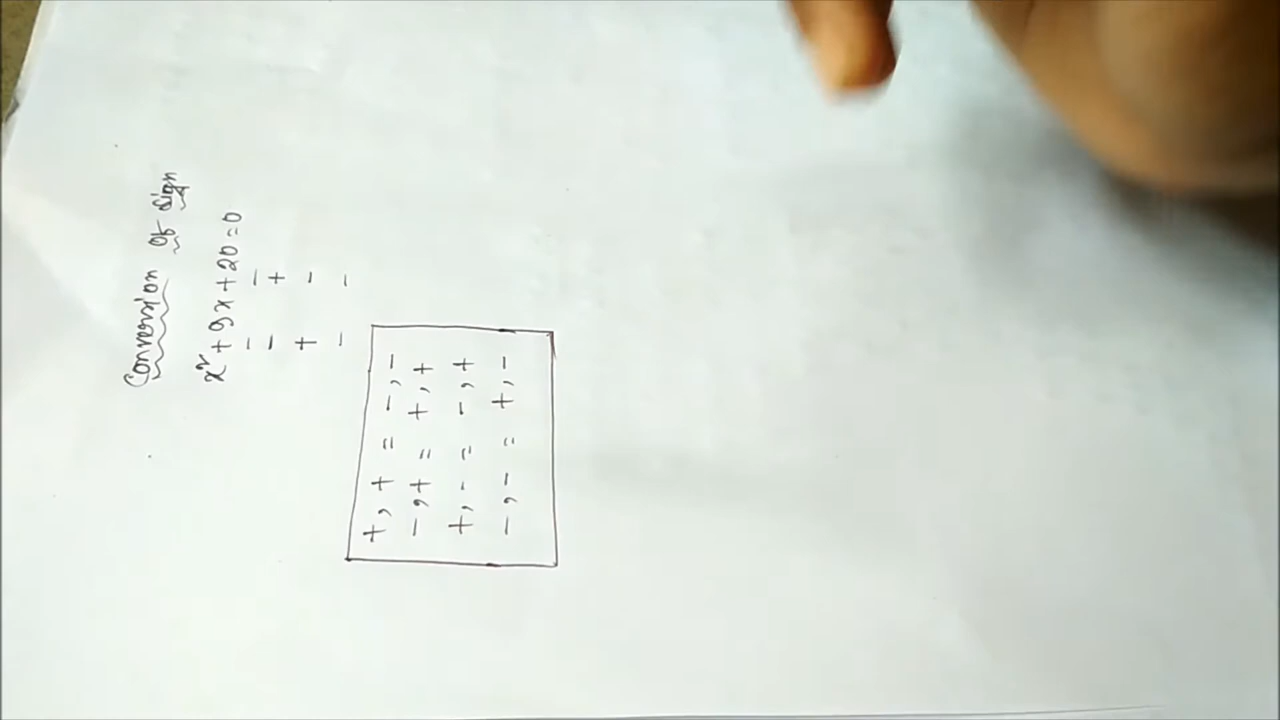 Conversion of sign
x² + 9x + 20 = 0
- -
- +
+ -
- -
+, + = -, -
-, + = +, +
+, - = -, +
-, - = +, -